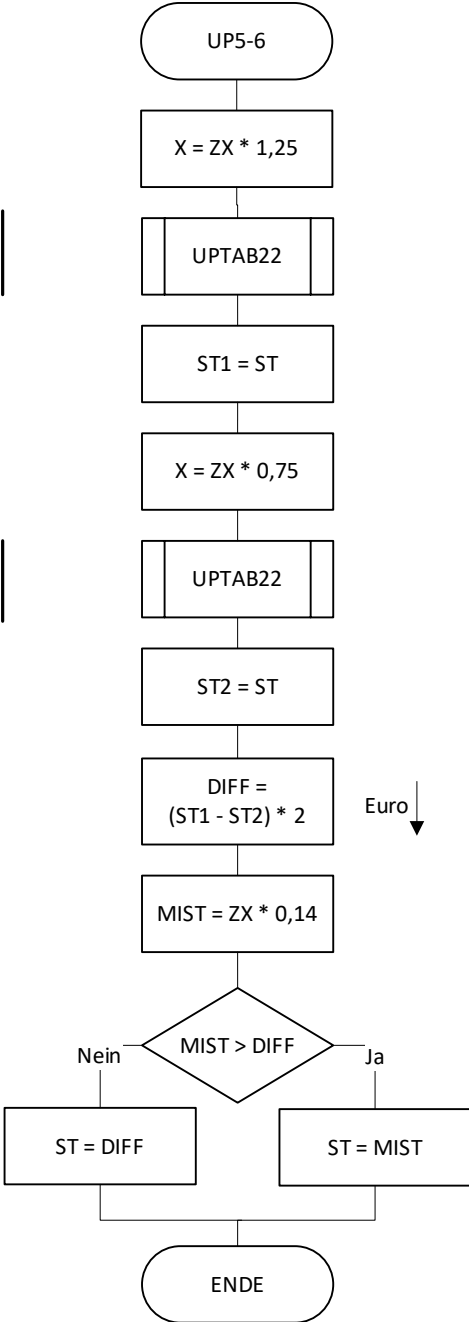 UP5-6
X = ZX * 1,25
UPTAB22
ST1 = ST
X = ZX * 0,75
UPTAB22
ST2 = ST
DIFF =
(ST1 - ST2) * 2
Euro
MIST = ZX * 0,14
MIST > DIFF
Nein
Ja
ST = DIFF
ST = MIST
ENDE